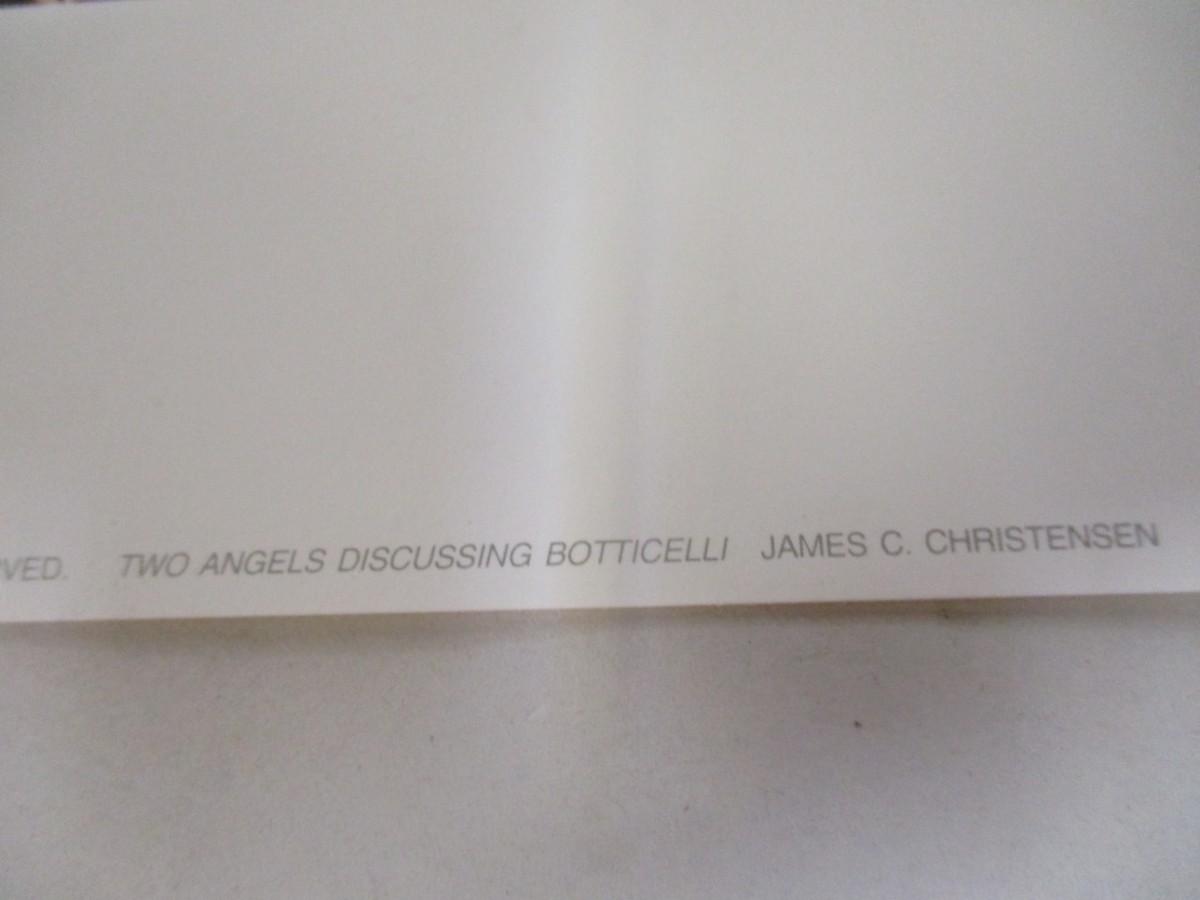 VED. TWO ANGELS DISCUSSING BOTTICELLI JAMES C. CHRISTENSEN